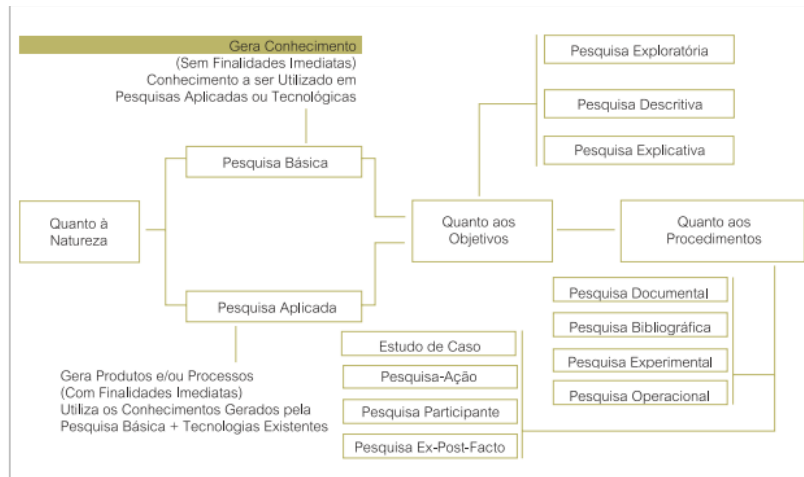 Gera Conhecimento
(Sem Finalidades Imediatas)
Conhecimento a ser Utilizado em
Pesquisas Aplicadas ou Tecnológicas
Pesquisa Exploratória
Pesquisa Descritiva
Pesquisa Explicativa
Pesquisa Básica
Quanto à
Natureza
Quanto aos
Objetivos
Quanto aos
Procedimentos
Pesquisa Aplicada
Gera Produtos e/ou Processos
(Com Finalidades Imediatas)
Utiliza os Conhecimentos Gerados pela
Pesquisa Básica + Tecnologias Existentes
Estudo de Caso
Pesquisa-Ação
Pesquisa Participante
Pesquisa Ex-Post-Facto
Pesquisa Documental
Pesquisa Bibliográfica
Pesquisa Experimental
Pesquisa Operacional